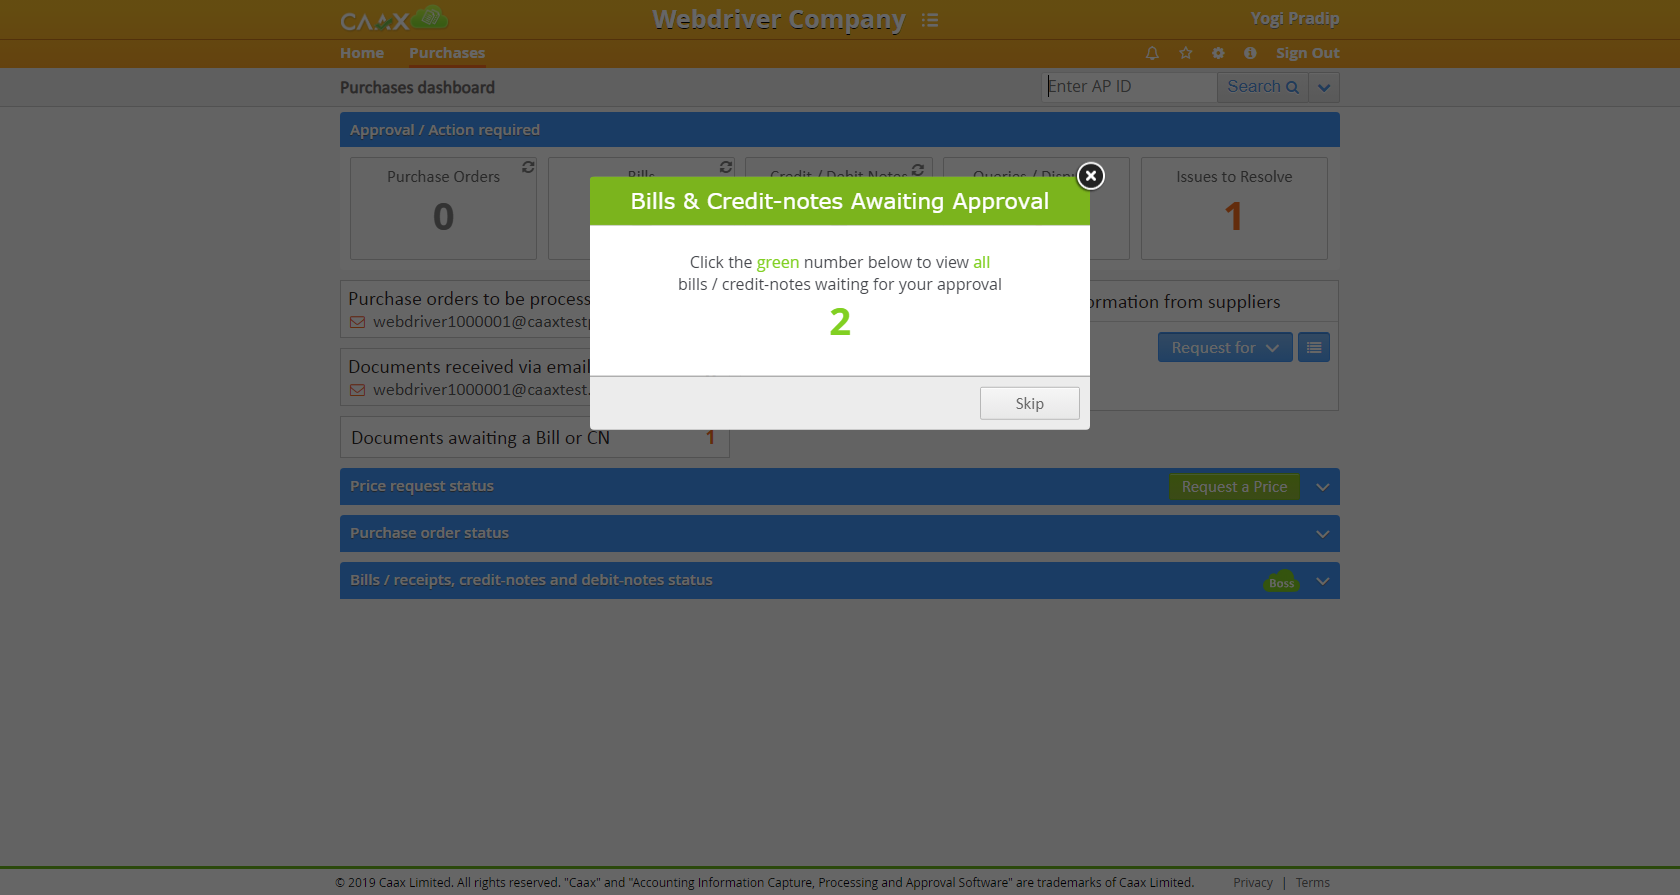 CAAX
Webdriver Company
Yogi Pradip
Home Purchases
Sign Out
Purchases dashboard
Enter AP ID
Search
Approval / Action required
Purchase Orders
0
Bills
Credit / Debit Notes
Queries /
Issues to Resolve
1
Bills & Credit-notes Awaiting Approval
Click the green number below to view all
bills / credit-notes waiting for your approval
2
Skip
Purchase orders to be process
webdriver1000001@caaxtest
Documents received via email
webdriver1000001@caaxtest.
Documents awaiting a Bill or CN
1
rmation from suppliers
Request for
Price request status
Request a Price
Purchase order status
Bills / receipts, credit-notes and debit-notes status
Boss
© 2019 Caax Limited. All rights reserved. "Caax" and "Accounting Information Capture, Processing and Approval Software" are trademarks of Caax Limited.
Privacy | Terms